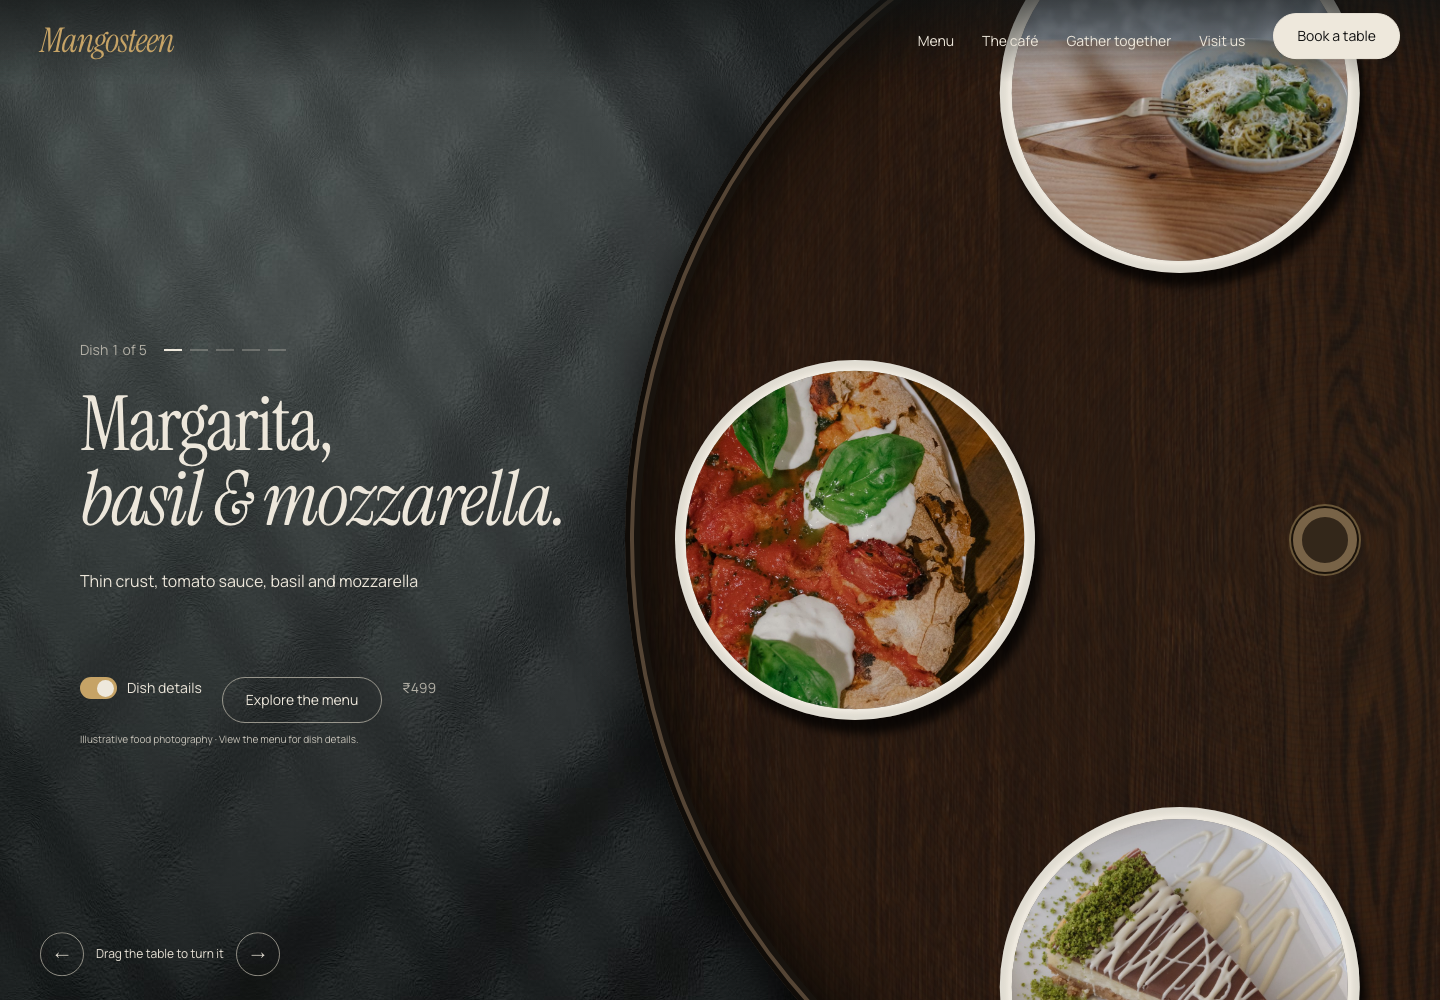 Mangosteen
Menu
The café
Gather together
Visit us
Book a table
Dish 1 of 5
Margarita,
basil & mozzarella.
Thin crust, tomato sauce, basil and mozzarella
Dish details
Explore the menu
₹499
Illustrative food photography · View the menu for dish details.
← Drag the table to turn it →